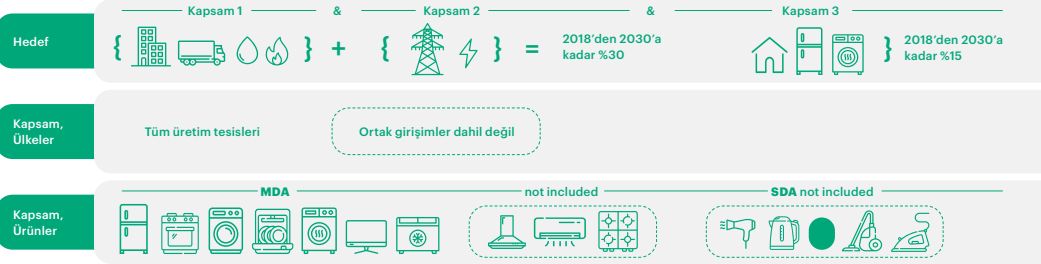 Kapsam 1 & Kapsam 2 & Kapsam 3
Hedef
{ } + { } = 2018’den 2030’a
kadar %30
} 2018’den 2030’a
kadar %15
Kapsam,
Ülkeler
Tüm üretim tesisleri
Ortak girişimler dahil değil
Kapsam,
Ürünler
MDA
not included
SDA not included